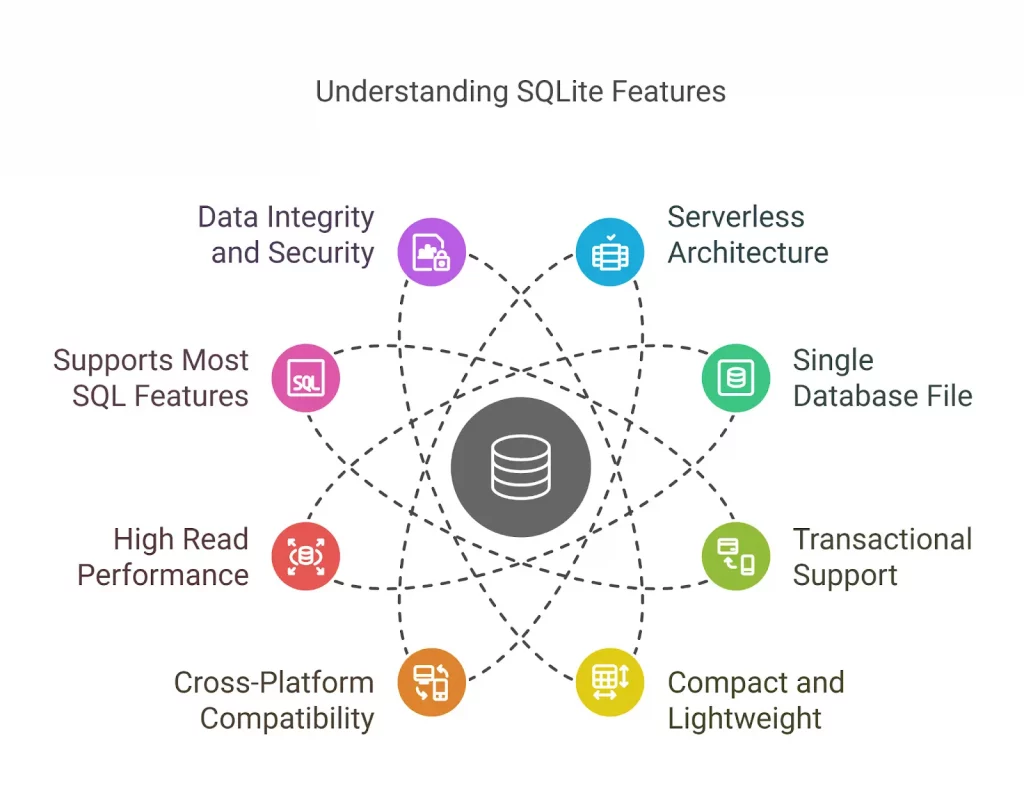 Understanding SQLite Features
Data Integrity
and Security
Serverless
Architecture
Supports Most
SQL Features
SQL
Single
Database File
High Read
Performance
Transactional
Support
Cross-Platform
Compatibility
Compact and
Lightweight